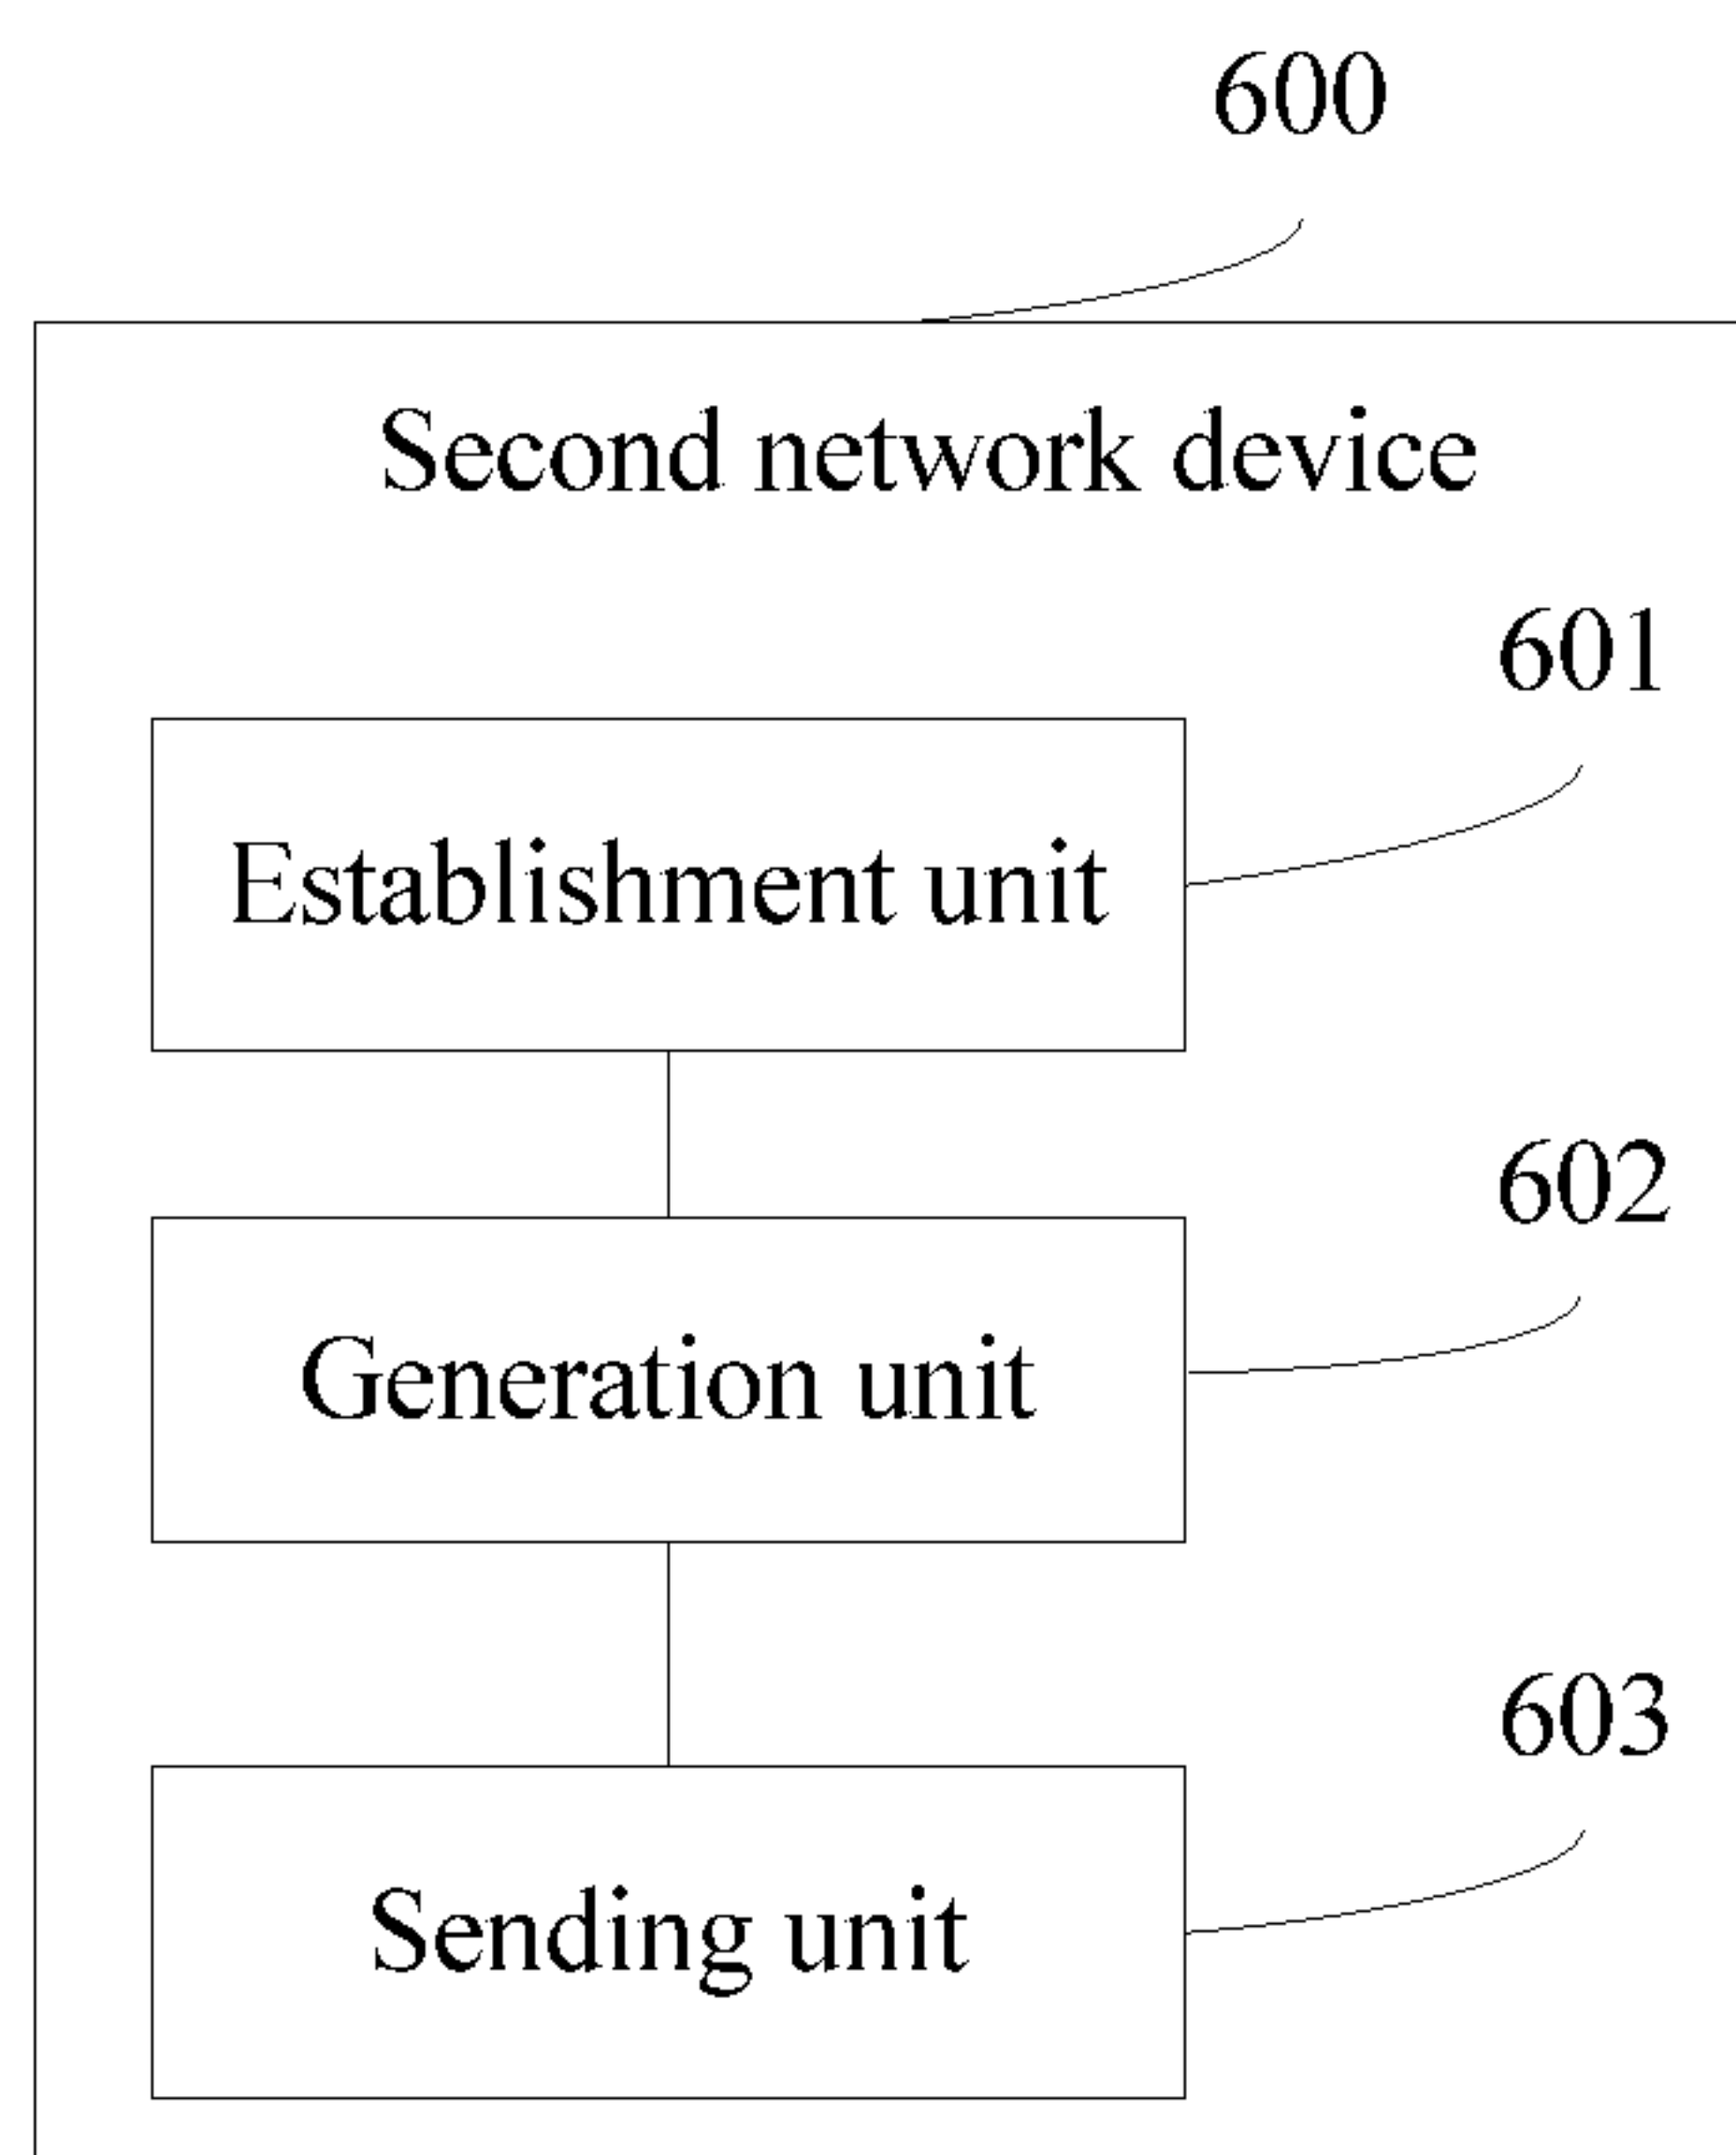 600
Second network device
601
Establishment unit
602
Generation unit
603
Sending unit